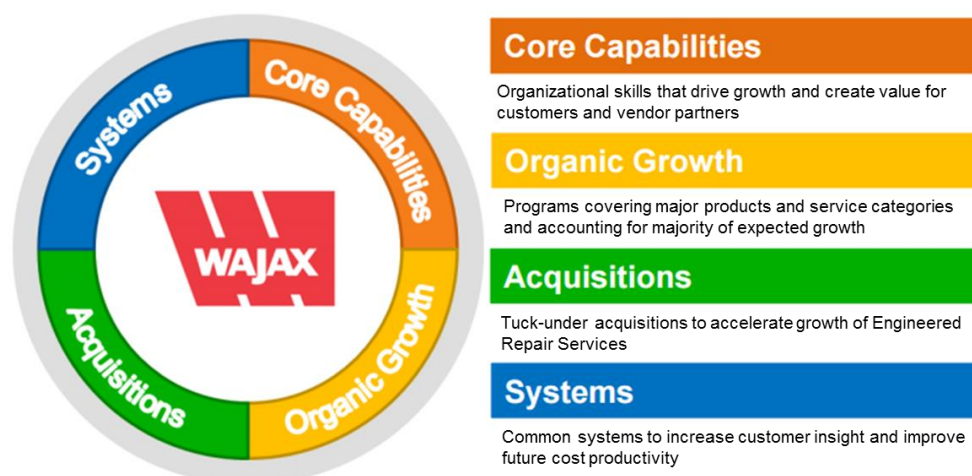 Systems
Core Capabilities
WAJAX
Acquisitions
Organic Growth
Core Capabilities
Organizational skills that drive growth and create value for
customers and vendor partners
Organic Growth
Programs covering major products and service categories
and accounting for majority of expected growth
Acquisitions
Tuck-under acquisitions to accelerate growth of Engineered
Repair Services
Systems
Common systems to increase customer insight and improve
future cost productivity